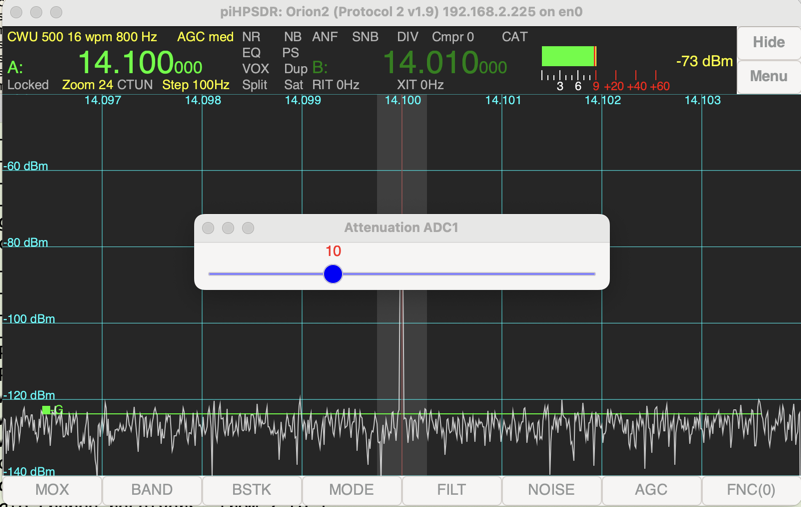 piHPSDR: Orion2 (Protocol 2 v1.9) 192.168.2.225 on en0
CWU 500 16 wpm 800 Hz AGC med NR NB ANF SNB DIV Cmpr 0 CAT
EQ PS
A: 14.100000 VOX Dup B: 14.010000 -73 dBm
Locked Zoom 24 CTUN Step 100Hz Split Sat RIT 0Hz XIT 0Hz 3 6 9 +20 +40 +60
Hide
Menu
14.097 14.098 14.099 14.100 14.101 14.102 14.103
-60 dBm
Attenuation ADC1
-80 dBm
10
-100 dBm
-120 dBm
-G
-140 dBm
MOX BAND BSTK MODE FILT NOISE AGC FNC(0)